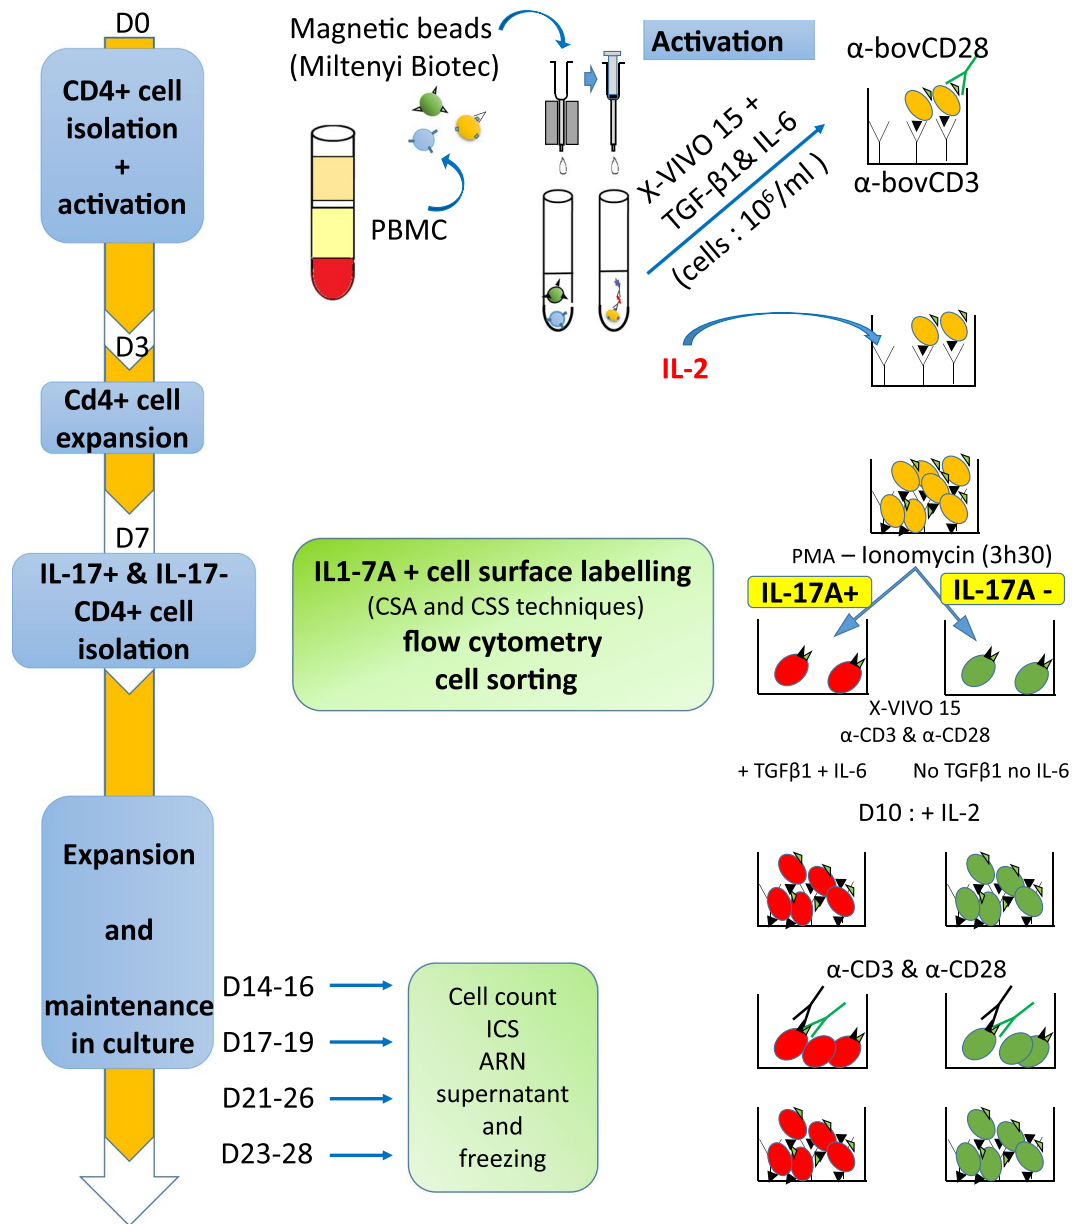 D0
CD4+ cell
isolation
+
activation
Magnetic beads
(Miltenyi Biotec)
PBMC
Activation
X-VIVO 15 +
TGF-β1& IL-6
(cells : 10⁶/ml )
α-bovCD28
α-bovCD3
D3
IL-2
Cd4+ cell
expansion
D7
IL-17+ & IL-17-
CD4+ cell
isolation
IL1-7A + cell surface labelling
(CSA and CSS techniques)
flow cytometry
cell sorting
PMA – Ionomycin (3h30)
IL-17A+
IL-17A -
X-VIVO 15
α-CD3 & α-CD28
+ TGFβ1 + IL-6
No TGFβ1 no IL-6
D10 : + IL-2
Expansion
and
maintenance
in culture
D14-16
D17-19
D21-26
D23-28
Cell count
ICS
ARN
supernatant
and
freezing
α-CD3 & α-CD28